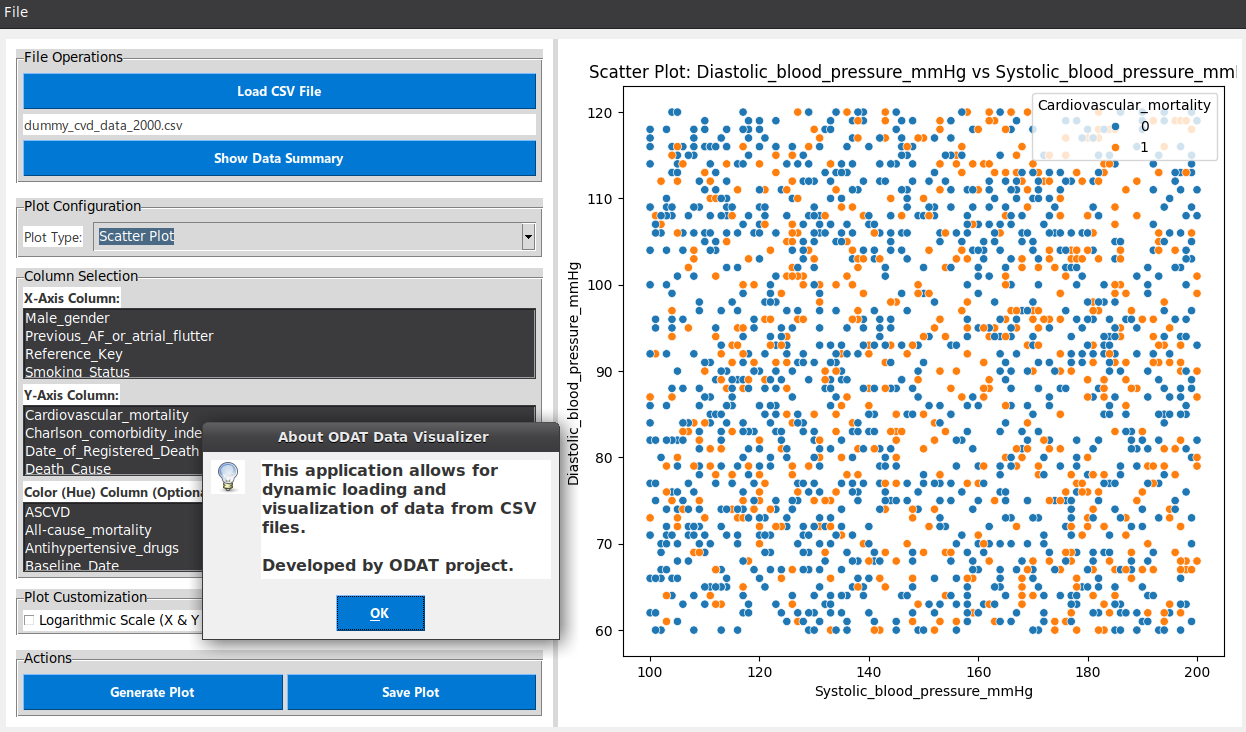 File
File Operations
Load CSV File
dummy_cvd_data_2000.csv
Show Data Summary
Plot Configuration
Plot Type:
Scatter Plot
Column Selection
X-Axis Column:
Male_gender
Previous_AF_or_atrial_flutter
Reference_Key
Smoking_Status
Y-Axis Column:
Cardiovascular_mortality
Charlson_comorbidity_inde
Date_of_Registered_Death
Death_Cause
Color (Hue) Column (Optiona
ASCVD
All-cause_mortality
Antihypertensive_drugs
Baseline_Date
Plot Customization
Logarithmic Scale (X & Y
Actions
Generate Plot
Save Plot
About ODAT Data Visualizer
This application allows for
dynamic loading and
visualization of data from CSV
files.
Developed by ODAT project.
OK
Scatter Plot: Diastolic_blood_pressure_mmHg vs Systolic_blood_pressure_mm
Cardiovascular_mortality
0
1
Diastolic_blood_pressure_mmHg
120
110
100
90
80
70
60
100
120
140
160
180
200
Systolic_blood_pressure_mmHg